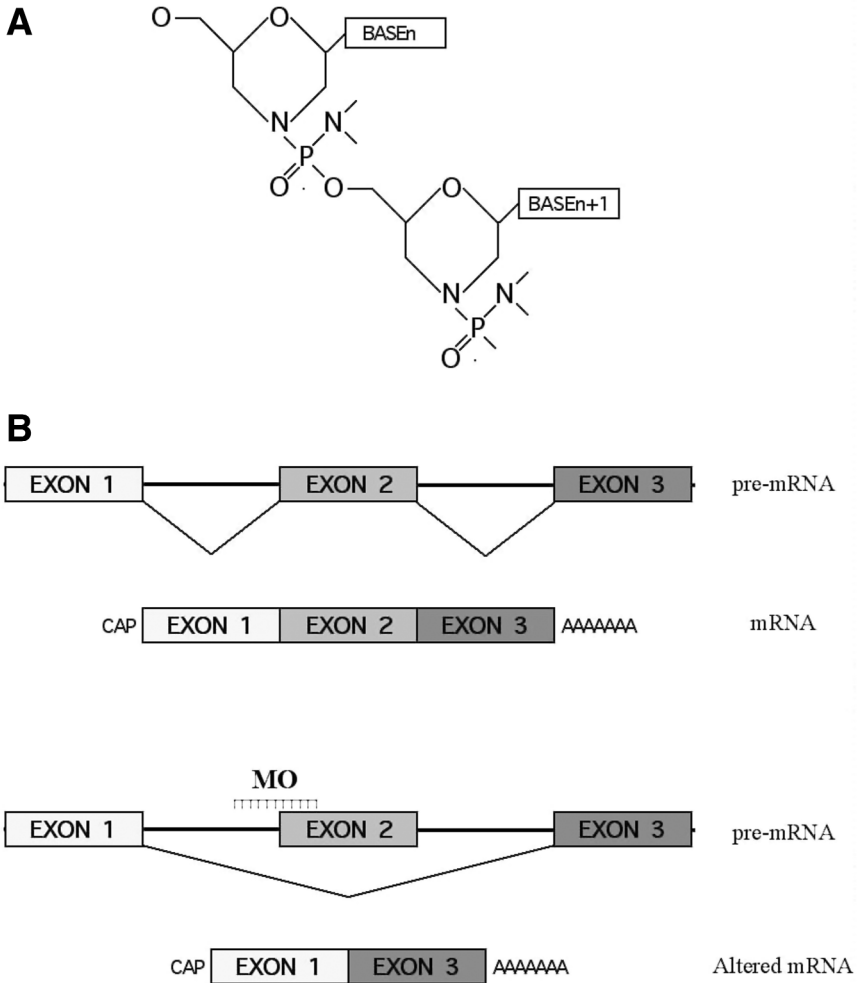 A
O
O
BASEn
N
N
P
O
O
O
BASEn+1
N
N
P
O
B
EXON 1 EXON 2 EXON 3 pre-mRNA
CAP EXON 1 EXON 2 EXON 3 AAAAAAA mRNA
MO
EXON 1 EXON 2 EXON 3 pre-mRNA
CAP EXON 1 EXON 3 AAAAAAA Altered mRNA